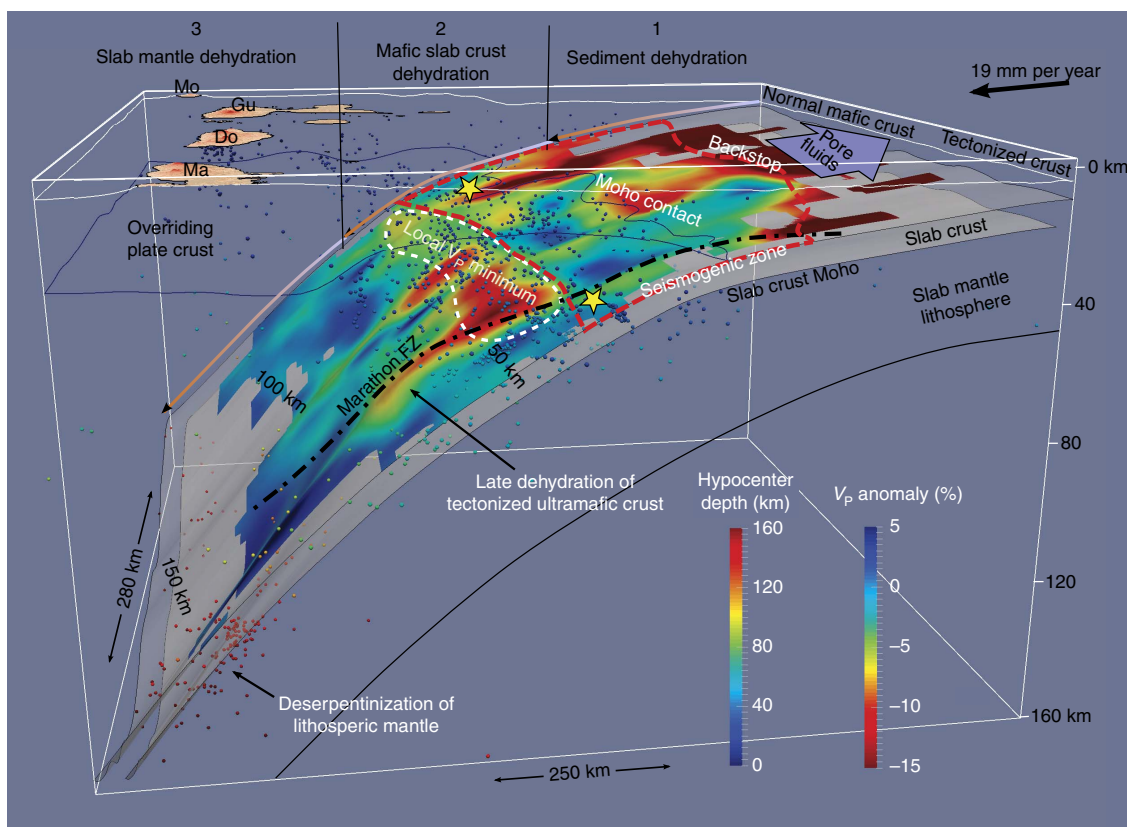 3
Slab mantle dehydration
2
Mafic slab crust
dehydration
1
Sediment dehydration
19 mm per year
Mo
Gu
Do
Ma
Normal mafic crust
Tectonized crust
Pore
fluids
Backstop
0 km
Moho contact
Overriding
plate crust
Local VP minimum
Seismogenic zone
Slab crust
Slab crust Moho
Slab mantle
lithosphere
40
50 km
Marathon FZ
100 km
80
Late dehydration of
tectonized ultramafic crust
Hypocenter
depth (km)
160
120
80
40
0
VP anomaly (%)
5
0
−5
−10
−15
120
280 km
150 km
Deserpentinization of
lithosperic mantle
160 km
250 km